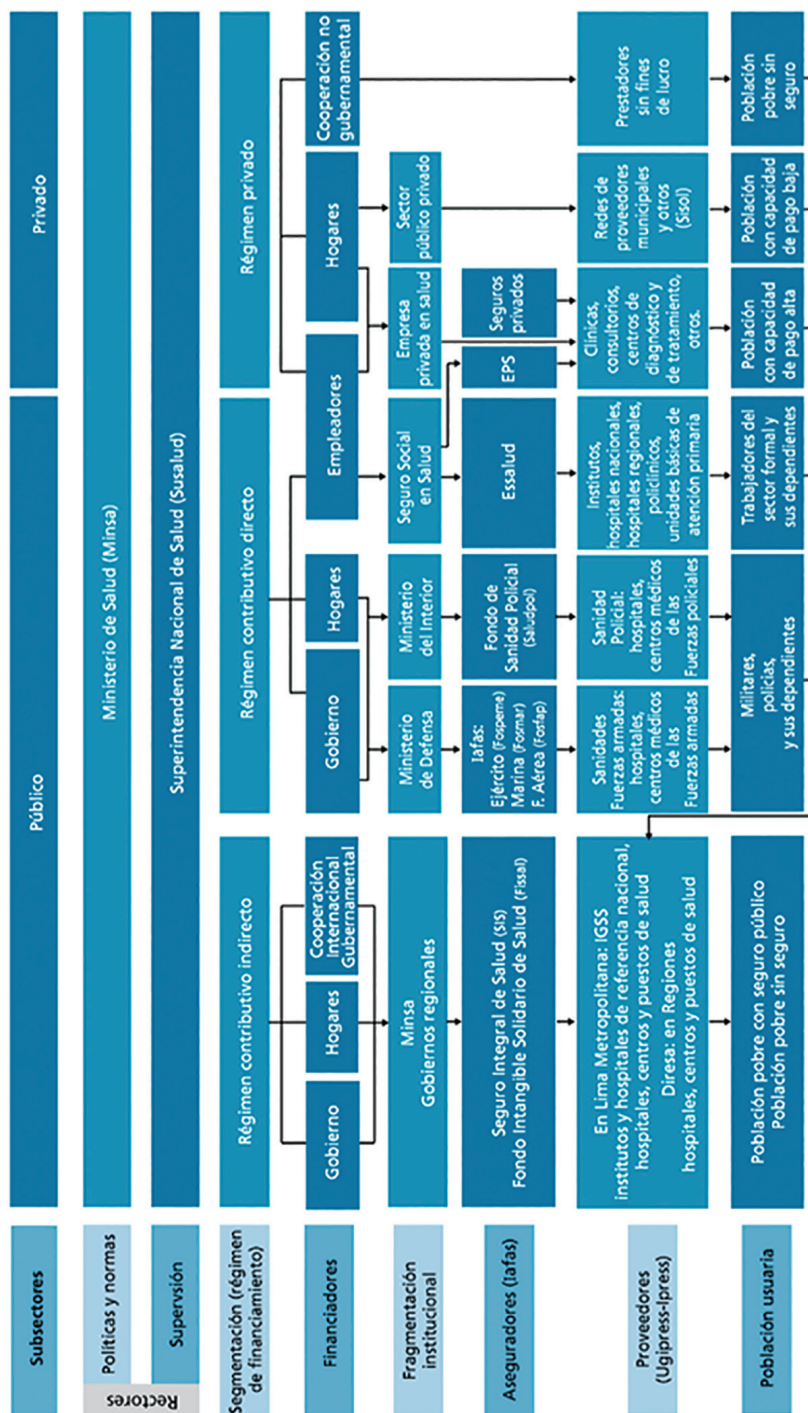 Subsectores
Público
Privado
Rectores
Políticas y normas
Ministerio de Salud (Minsa)
Supervsión
Superintendencia Nacional de Salud (Susalud)
Segmentación (régimen
de financiamiento)
Régimen contributivo indirecto
Régimen contributivo directo
Régimen privado
Financiadores
Gobierno
Hogares
Cooperación
Internacional
Gubernamental
Gobierno
Hogares
Empleadores
Hogares
Cooperación no
gubernamental
Fragmentación
institucional
Minsa
Gobiernos regionales
Ministerio
de Defensa
Ministerio
del Interior
Seguro Social
en Salud
Empresa
privada en salud
Sector
público privado
Aseguradores (Iafas)
Seguro Integral de Salud (SIS)
Fondo Intangible Solidario de Salud (Fissal)
Iafas:
Ejército (Fospeme)
Marina (Fosmar)
F. Aérea (Fosfap)
Fondo de
Sanidad Policial
(Saludpol)
Essalud
EPS
Seguros
privados
Proveedores
(Ugipress-Ipress)
En Lima Metropolitana: IGSS
institutos y hospitales de referencia nacional,
hospitales, centros y puestos de salud
Diresa: en Regiones
hospitales, centros y puestos de salud
Sanidades
Fuerzas armadas:
hospitales,
centros médicos
de las
Fuerzas armadas
Sanidad
Policial:
hospitales,
centros médicos
de las
Fuerzas policiales
Institutos,
hospitales nacionales,
hospitales regionales,
policlínicos,
unidades básicas de
atención primaria
Clínicas,
consultorios,
centros de
diagnóstico y
de tratamiento,
otros.
Redes de
proveedores
municipales
y otros
(Sisol)
Prestadores
sin fines
de lucro
Población usuaria
Población pobre con seguro público
Población pobre sin seguro
Militares,
policias,
y sus dependientes
Trabajadores del
sector formal y
sus dependientes
Población
con capacidad
de pago alta
Población
con capacidad
de pago baja
Población
pobre sin
seguro